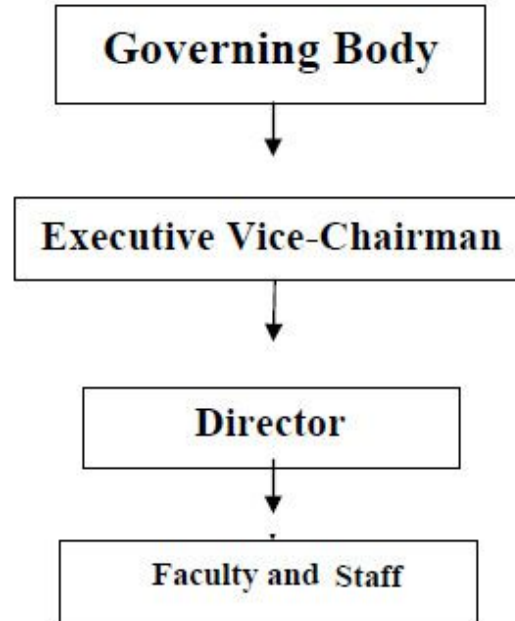 Governing Body
Executive Vice-Chairman
Director
Faculty and Staff